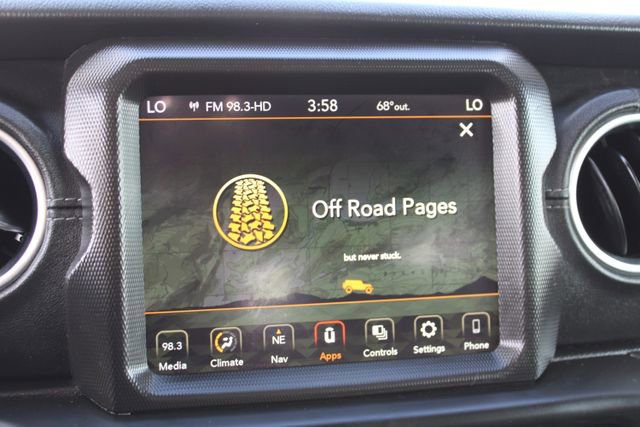 LO FM 98.3-HD 3:58 68° out. LO
Off Road Pages
but never stuck.
98.3 NE
Media Climate Nav Apps Controls Settings Phone